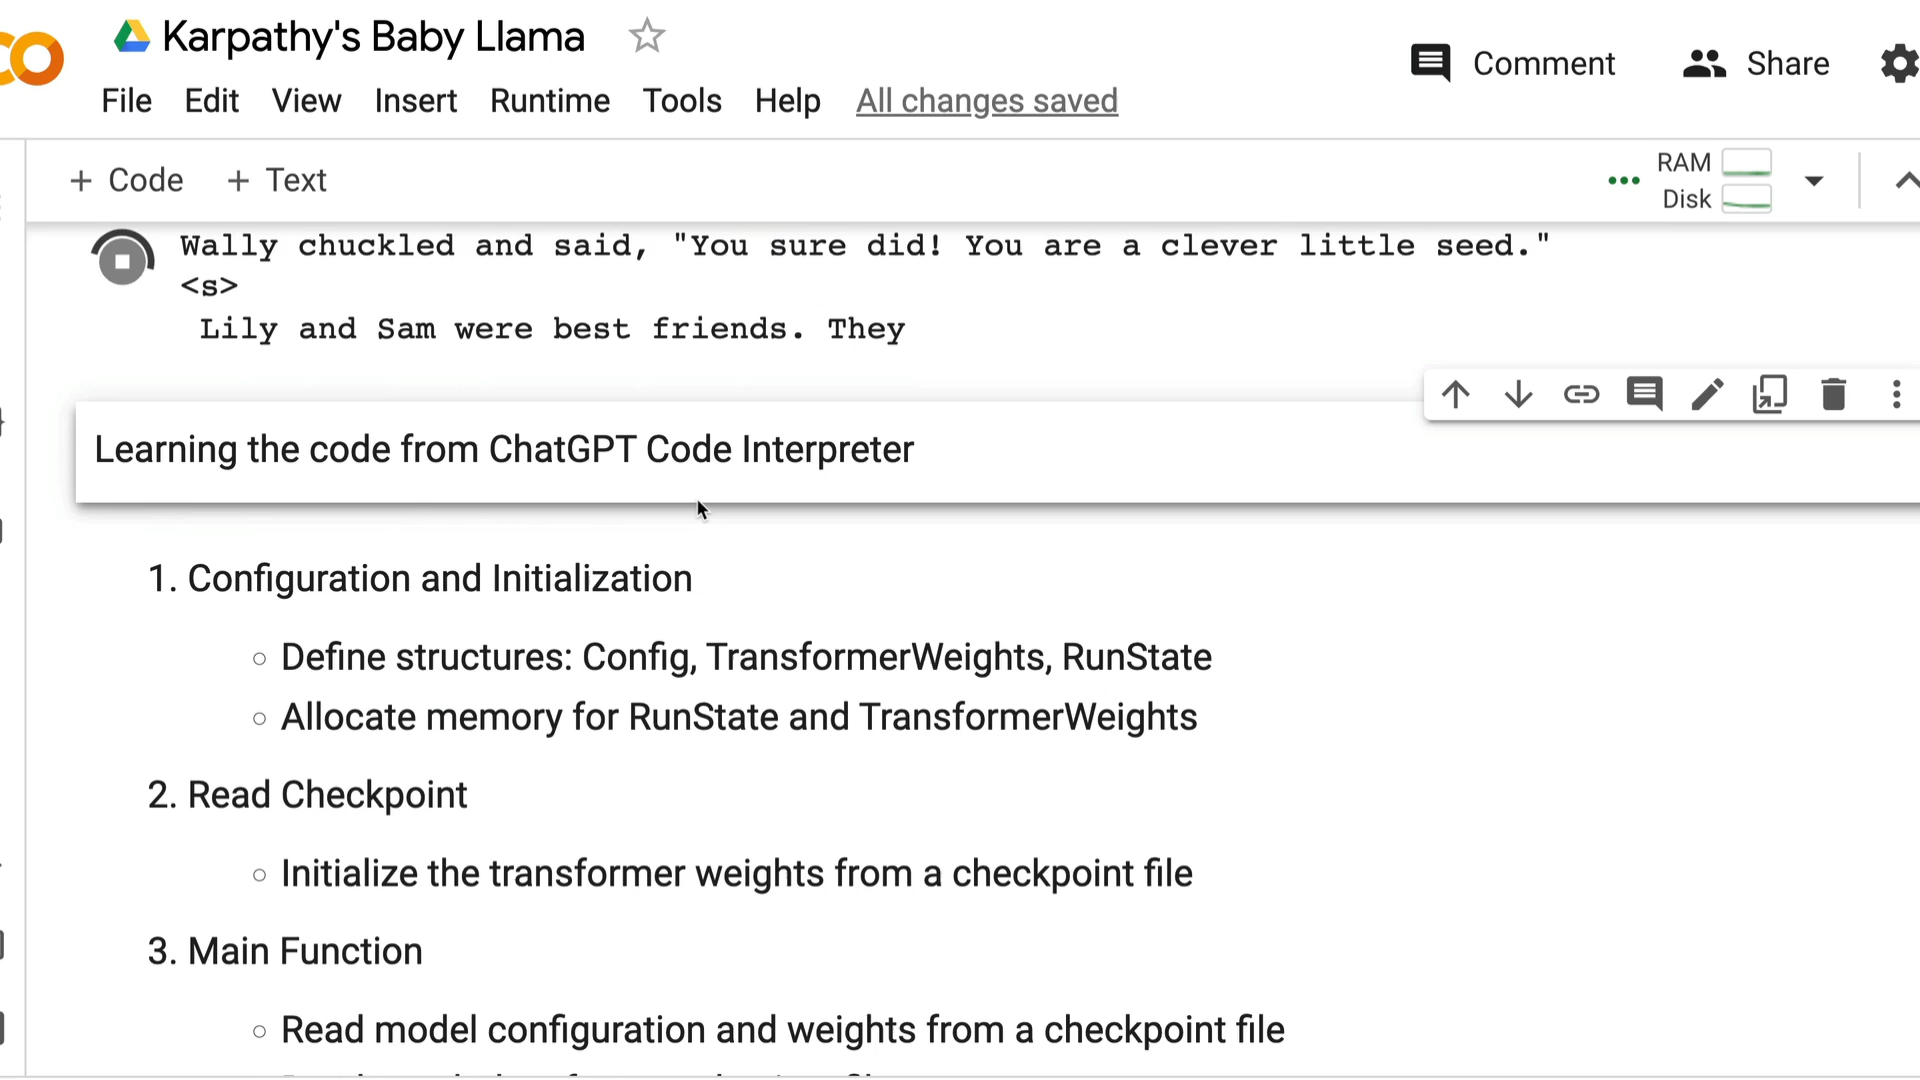 Karpathy's Baby Llama
File Edit View Insert Runtime Tools Help All changes saved
Comment Share
+ Code + Text
RAM
Disk
Wally chuckled and said, "You sure did! You are a clever little seed."
<s>
Lily and Sam were best friends. They
Learning the code from ChatGPT Code Interpreter
1. Configuration and Initialization
Define structures: Config, TransformerWeights, RunState
Allocate memory for RunState and TransformerWeights
2. Read Checkpoint
Initialize the transformer weights from a checkpoint file
3. Main Function
Read model configuration and weights from a checkpoint file